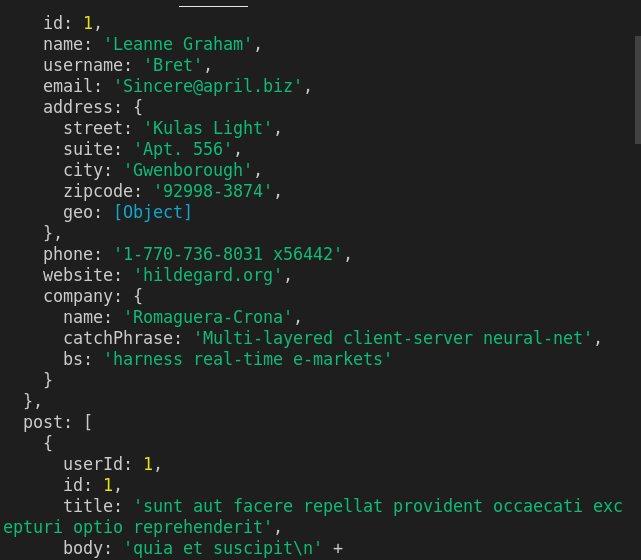 id: 1,
name: 'Leanne Graham',
username: 'Bret',
email: 'Sincere@april.biz',
address: {
street: 'Kulas Light',
suite: 'Apt. 556',
city: 'Gwenborough',
zipcode: '92998-3874',
geo: [Object]
},
phone: '1-770-736-8031 x56442',
website: 'hildegard.org',
company: {
name: 'Romaguera-Crona',
catchPhrase: 'Multi-layered client-server neural-net',
bs: 'harness real-time e-markets'
}
},
post: [
{
userId: 1,
id: 1,
title: 'sunt aut facere repellat provident occaecati exc
epturi optio reprehenderit',
body: 'quia et suscipit\n' +